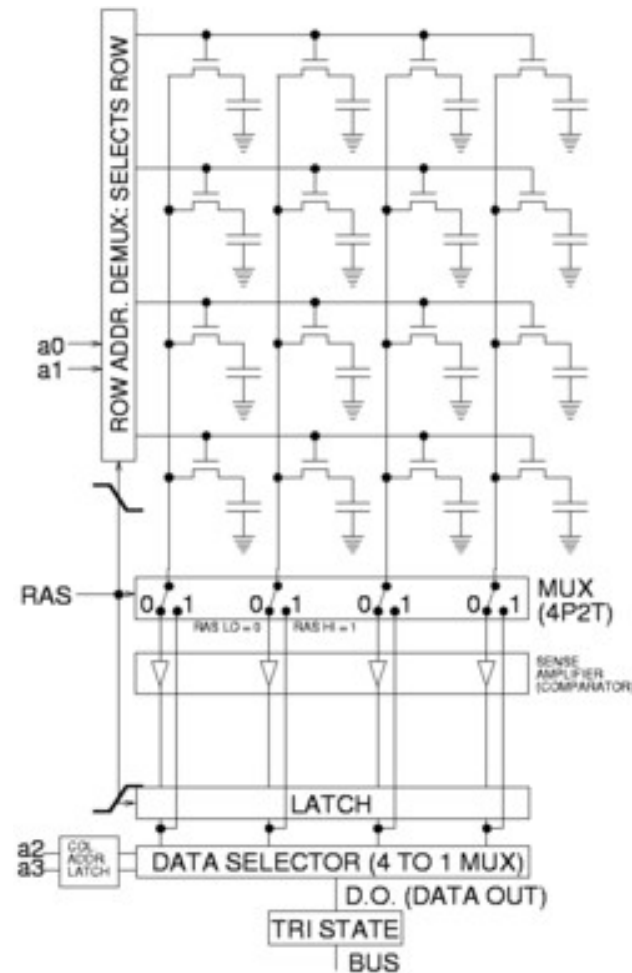 ROW ADDR. DEMUX: SELECTS ROW
a0
a1
RAS
0 1 0 1 0 1 0 1
MUX
(4P2T)
RAS LO = 0 RAS HI = 1
SENSE
AMPLIFIER
(COMPARATOR)
LATCH
a2
a3
COL.
ADDR.
LATCH
DATA SELECTOR (4 TO 1 MUX)
D.O. (DATA OUT)
TRI STATE
BUS